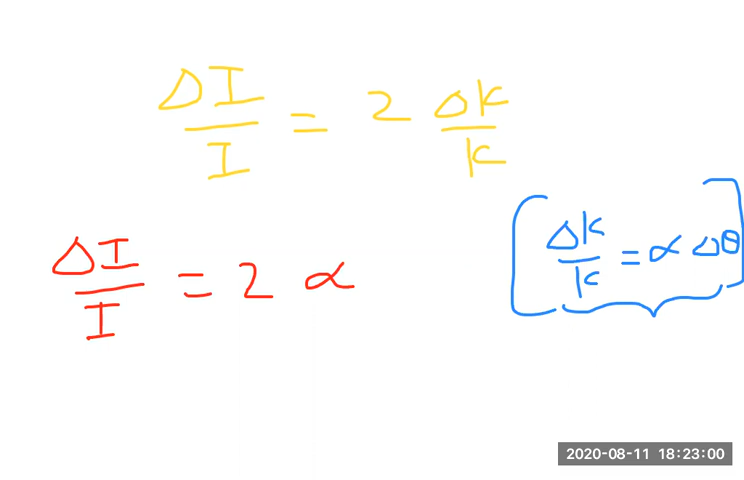 ΔI/I = 2 Δk/k
[Δk/k = α Δθ]
ΔI/I = 2 α
2020-08-11 18:23:00